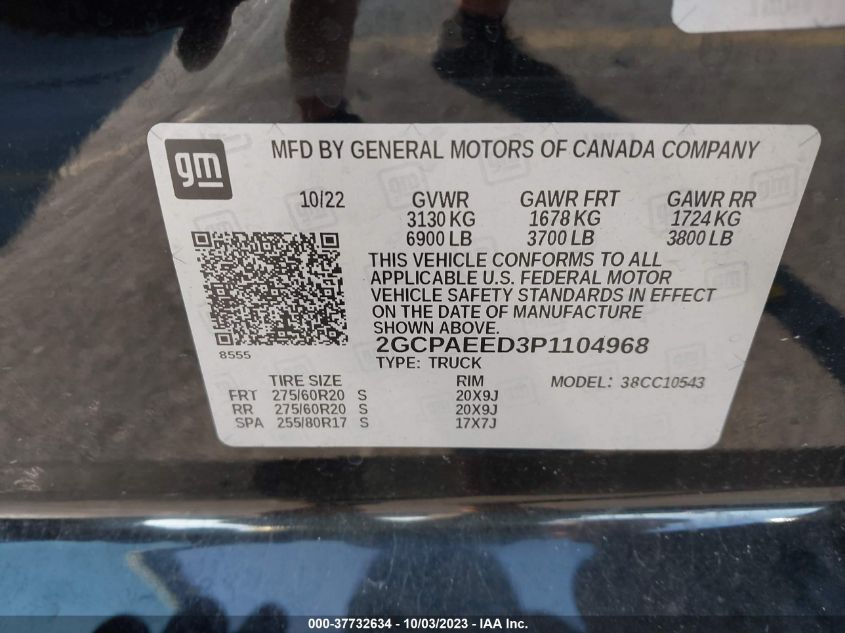 gm
MFD BY GENERAL MOTORS OF CANADA COMPANY
10/22 GVWR GAWR FRT GAWR RR
3130 KG 1678 KG 1724 KG
6900 LB 3700 LB 3800 LB
THIS VEHICLE CONFORMS TO ALL
APPLICABLE U.S. FEDERAL MOTOR
VEHICLE SAFETY STANDARDS IN EFFECT
ON THE DATE OF MANUFACTURE
SHOWN ABOVE.
8555
2GCPAEED3P1104968
TYPE: TRUCK
TIRE SIZE RIM MODEL: 38CC10543
FRT 275/60R20 S 20X9J
RR 275/60R20 S 20X9J
SPA 255/80R17 S 17X7J
000-37732634 - 10/03/2023 - IAA Inc.